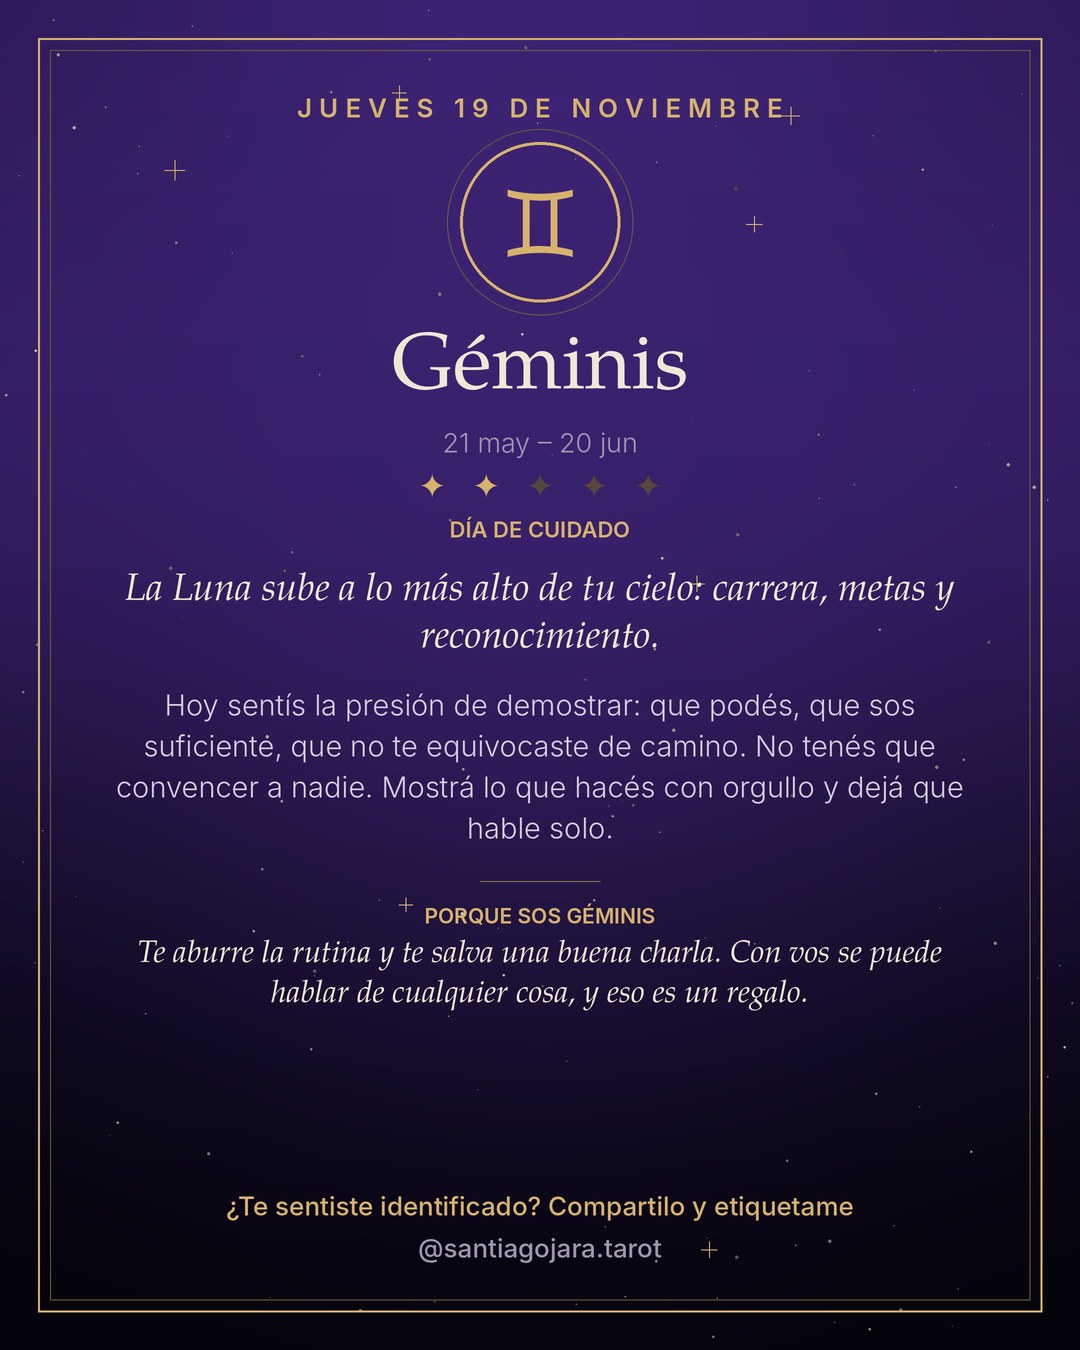 JUEVES 19 DE NOVIEMBRE
♊
Géminis
21 may – 20 jun
DÍA DE CUIDADO
La Luna sube a lo más alto de tu cielo: carrera, metas y
reconocimiento.
Hoy sentís la presión de demostrar: que podés, que sos
suficiente, que no te equivocaste de camino. No tenés que
convencer a nadie. Mostrá lo que hacés con orgullo y dejá que
hable solo.
PORQUE SOS GÉMINIS
Te aburre la rutina y te salva una buena charla. Con vos se puede
hablar de cualquier cosa, y eso es un regalo.
¿Te sentiste identificado? Compartilo y etiquetame
@santiagojara.tarot